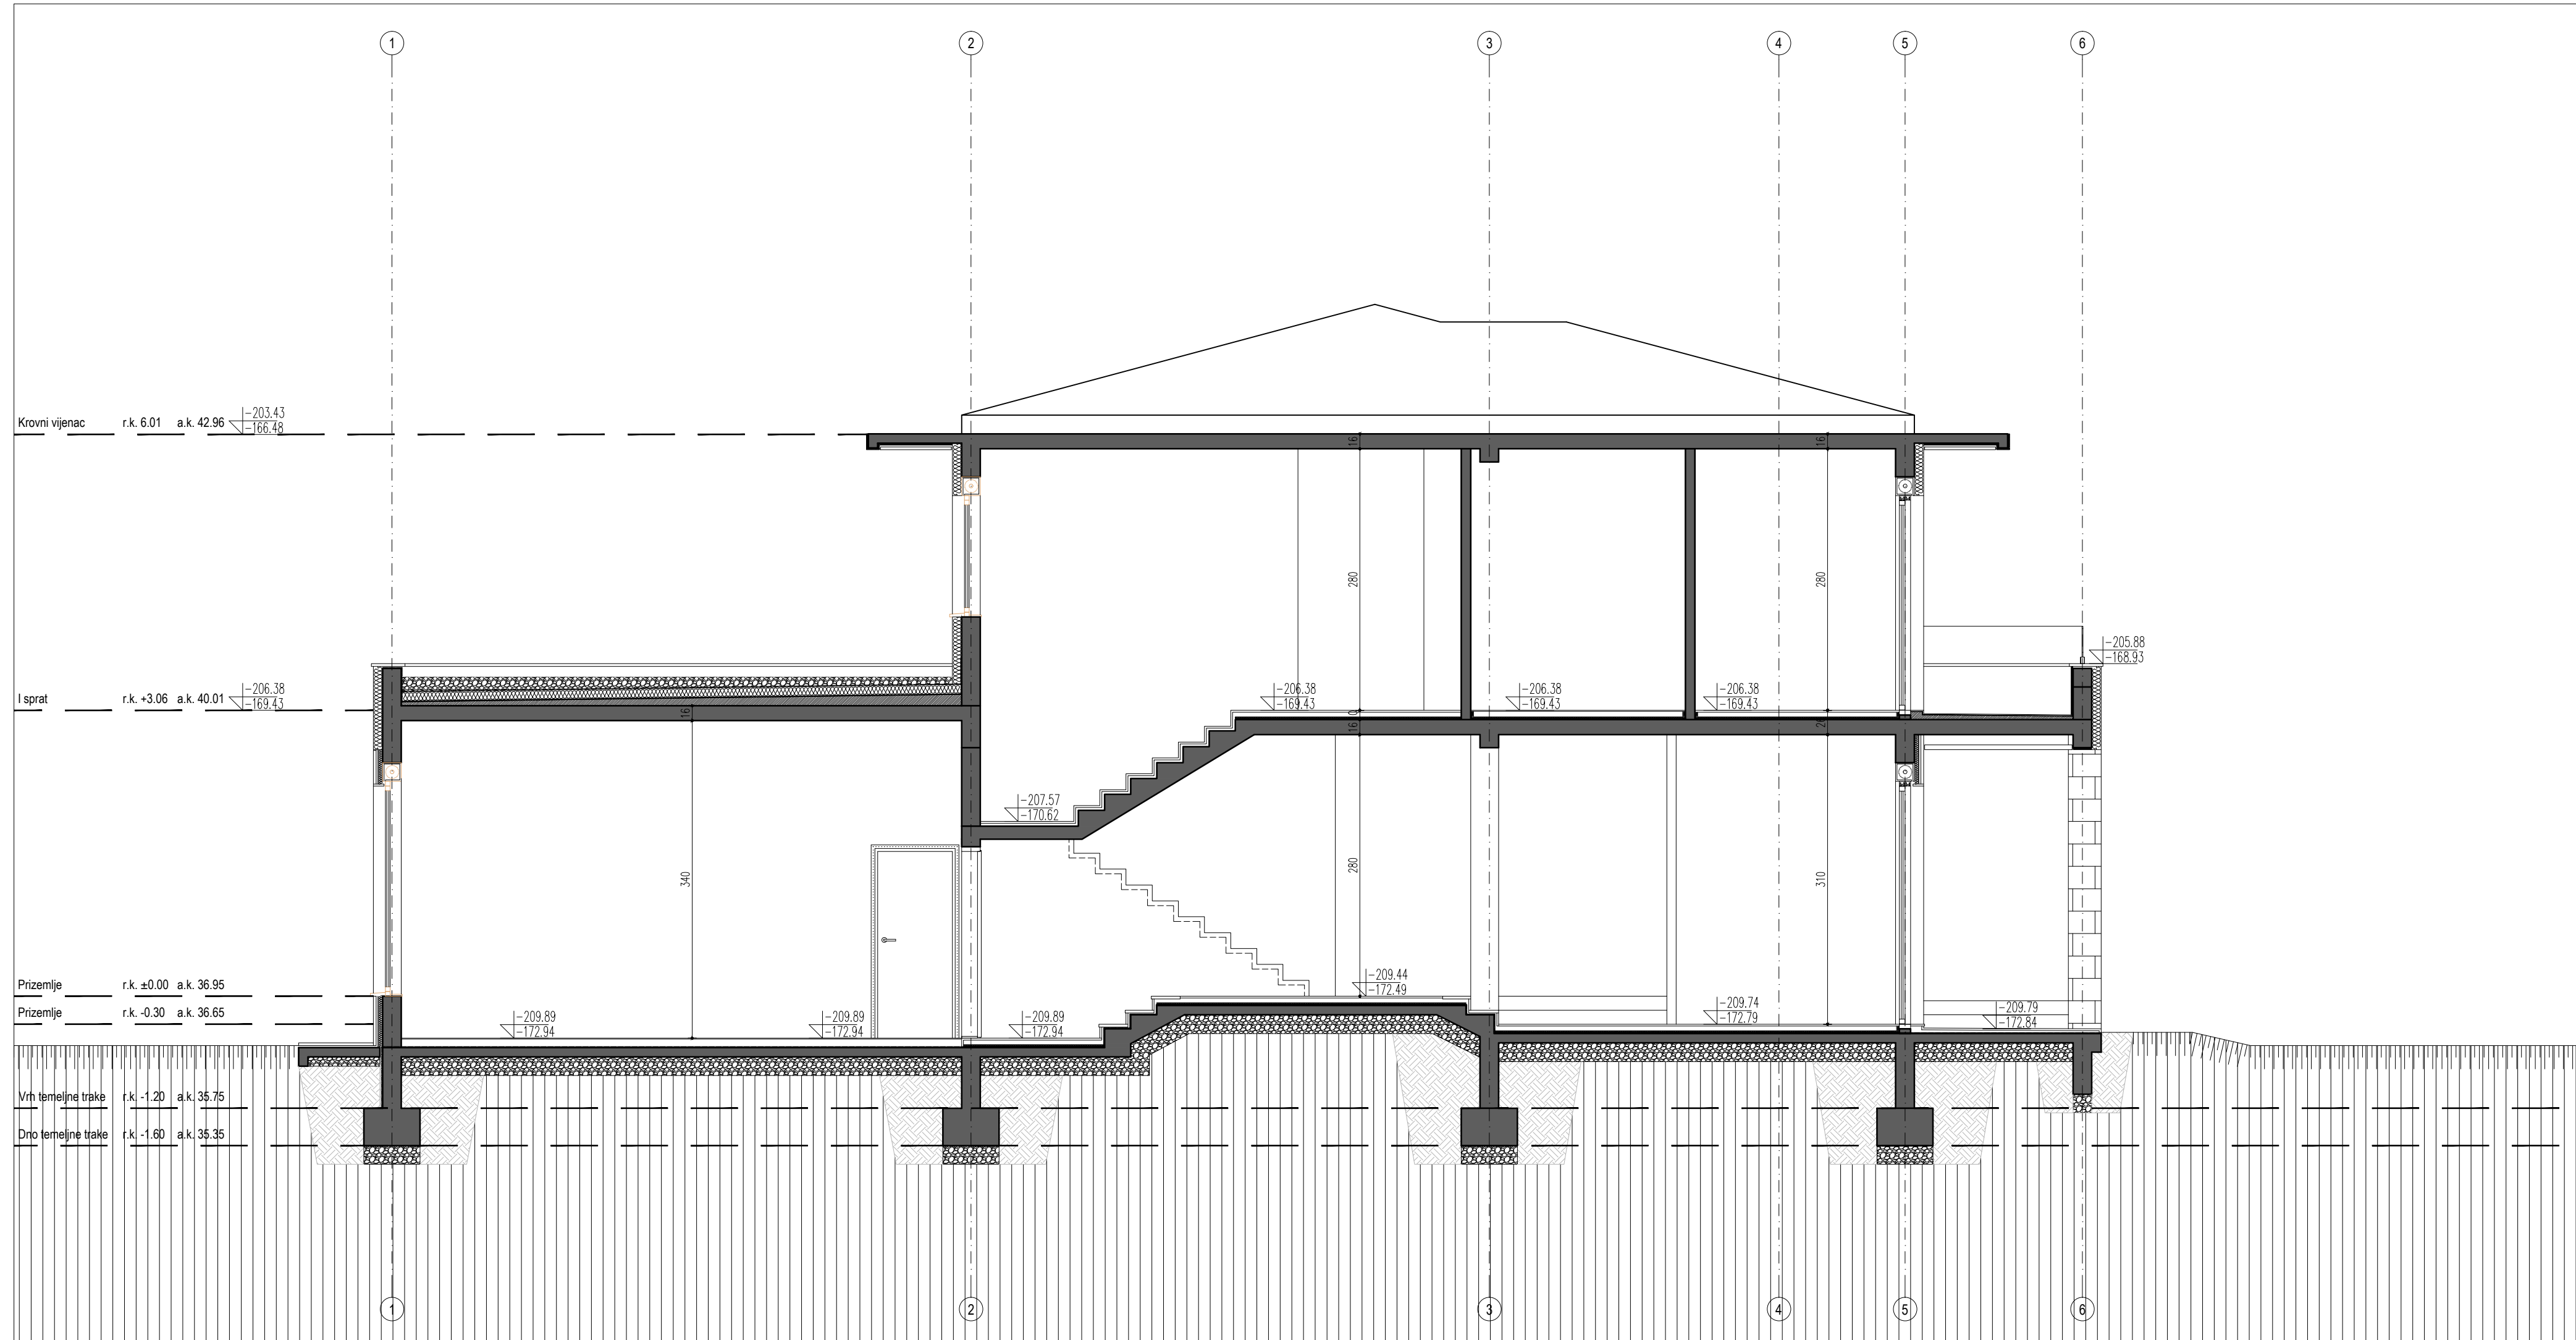 1 2 3 4 5 6
Krovni vijenac r.k. 6.01 a.k. 42.96 -203.43
-166.48
16 16
280 280
-205.88
-168.93
I sprat r.k. +3.06 a.k. 40.01 -206.38
-169.43
-206.38 -206.38 -206.38
-169.43 -169.43 -169.43
16 16 10 26
-207.57
-170.62
340 280 310
-209.44
-172.49
Prizemlje r.k. ±0.00 a.k. 36.95
Prizemlje r.k. -0.30 a.k. 36.65
-209.89 -209.89 -209.89 -209.74 -209.79
-172.94 -172.94 -172.94 -172.79 -172.84
Vrh temeljne trake r.k. -1.20 a.k. 35.75
Dno temeljne trake r.k. -1.60 a.k. 35.35
1 2 3 4 5 6